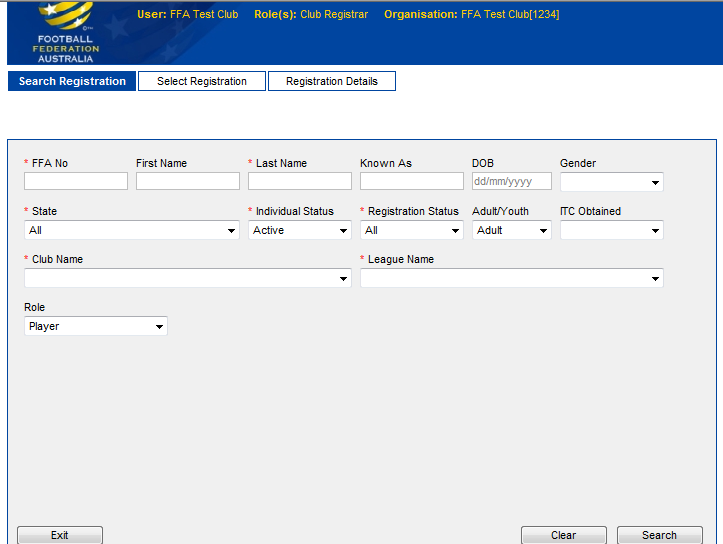 User: FFA Test Club Role(s): Club Registrar Organisation: FFA Test Club[1234]
FOOTBALL
FEDERATION
AUSTRALIA
Search Registration Select Registration Registration Details
* FFA No First Name * Last Name Known As DOB Gender
dd/mm/yyyy
* State * Individual Status * Registration Status Adult/Youth ITC Obtained
All Active All Adult
* Club Name * League Name
Role
Player
Exit Clear Search